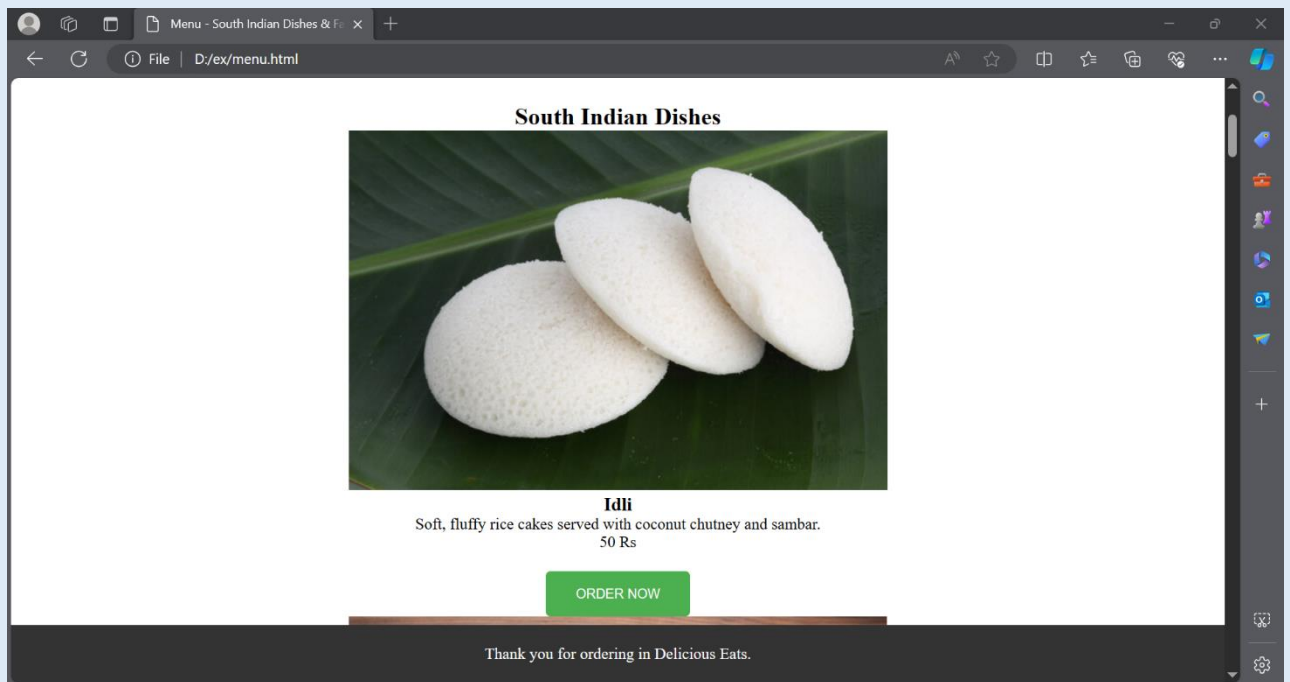 Menu - South Indian Dishes & Fa
File
D:/ex/menu.html
South Indian Dishes
Idli
Soft, fluffy rice cakes served with coconut chutney and sambar.
50 Rs
ORDER NOW
Thank you for ordering in Delicious Eats.